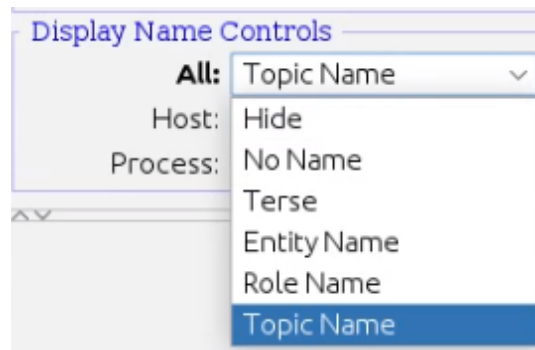 Display Name Controls
All: Topic Name
Host: Hide
Process: No Name
Terse
Entity Name
Role Name
Topic Name